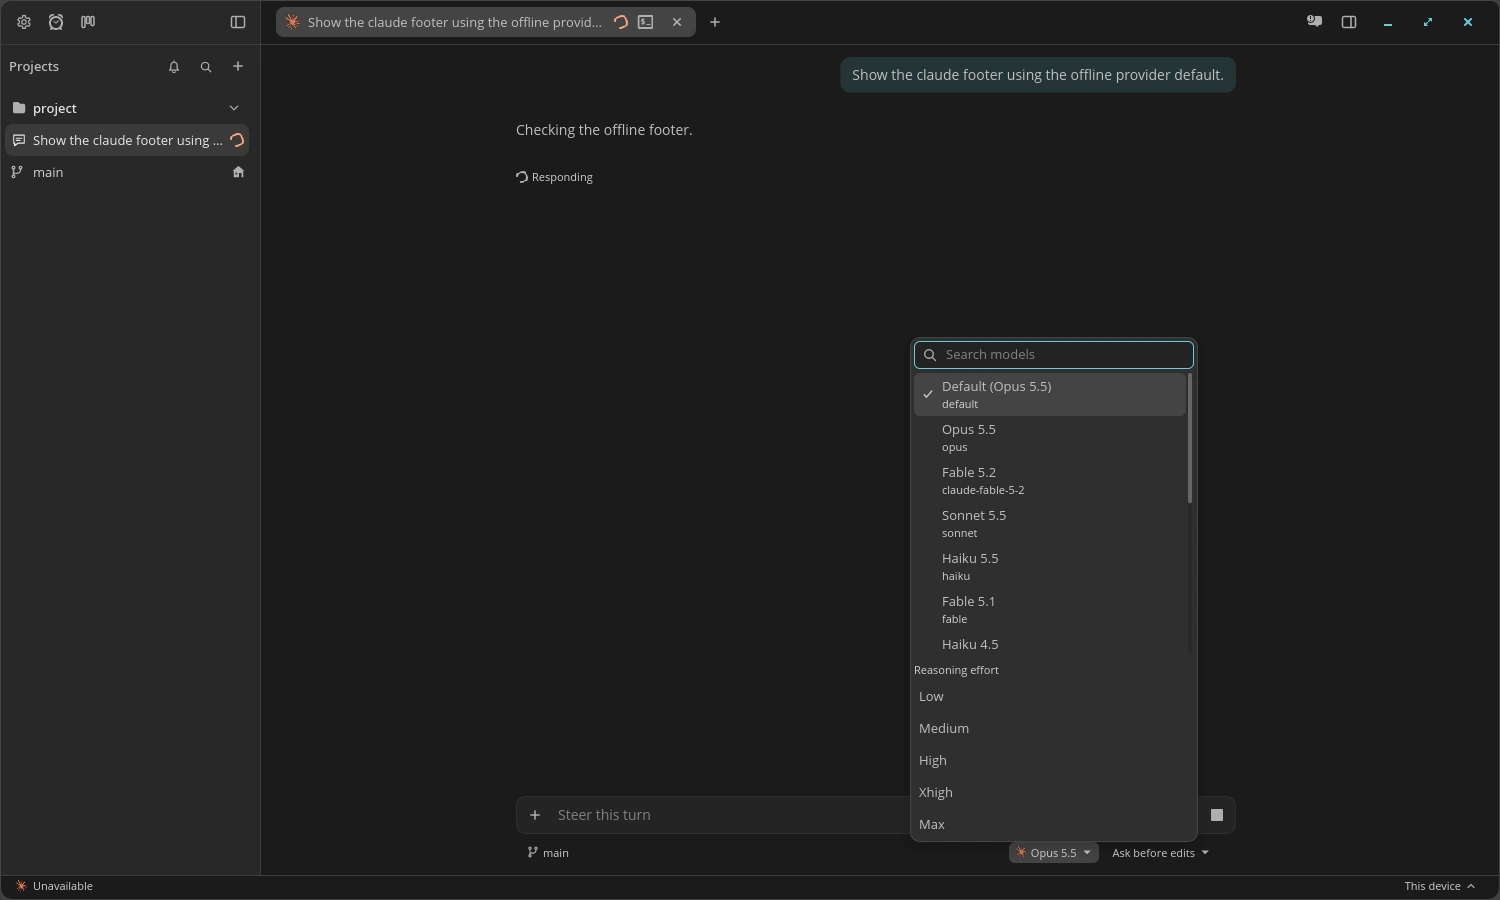 Show the claude footer using the offline provid...
Projects
project
Show the claude footer using ...
main
Show the claude footer using the offline provider default.
Checking the offline footer.
Responding
Search models
Default (Opus 5.5)
default
Opus 5.5
opus
Fable 5.2
claude-fable-5-2
Sonnet 5.5
sonnet
Haiku 5.5
haiku
Fable 5.1
fable
Haiku 4.5
Reasoning effort
Low
Medium
High
Xhigh
Max
Steer this turn
main
Opus 5.5
Ask before edits
Unavailable
This device